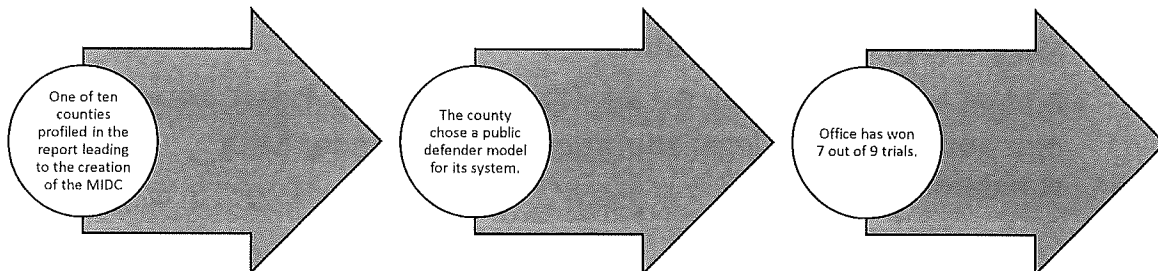 One of ten
counties
profiled in the
report leading
to the creation
of the MIDC
The county
chose a public
defender model
for its system.
Office has won
7 out of 9 trials.